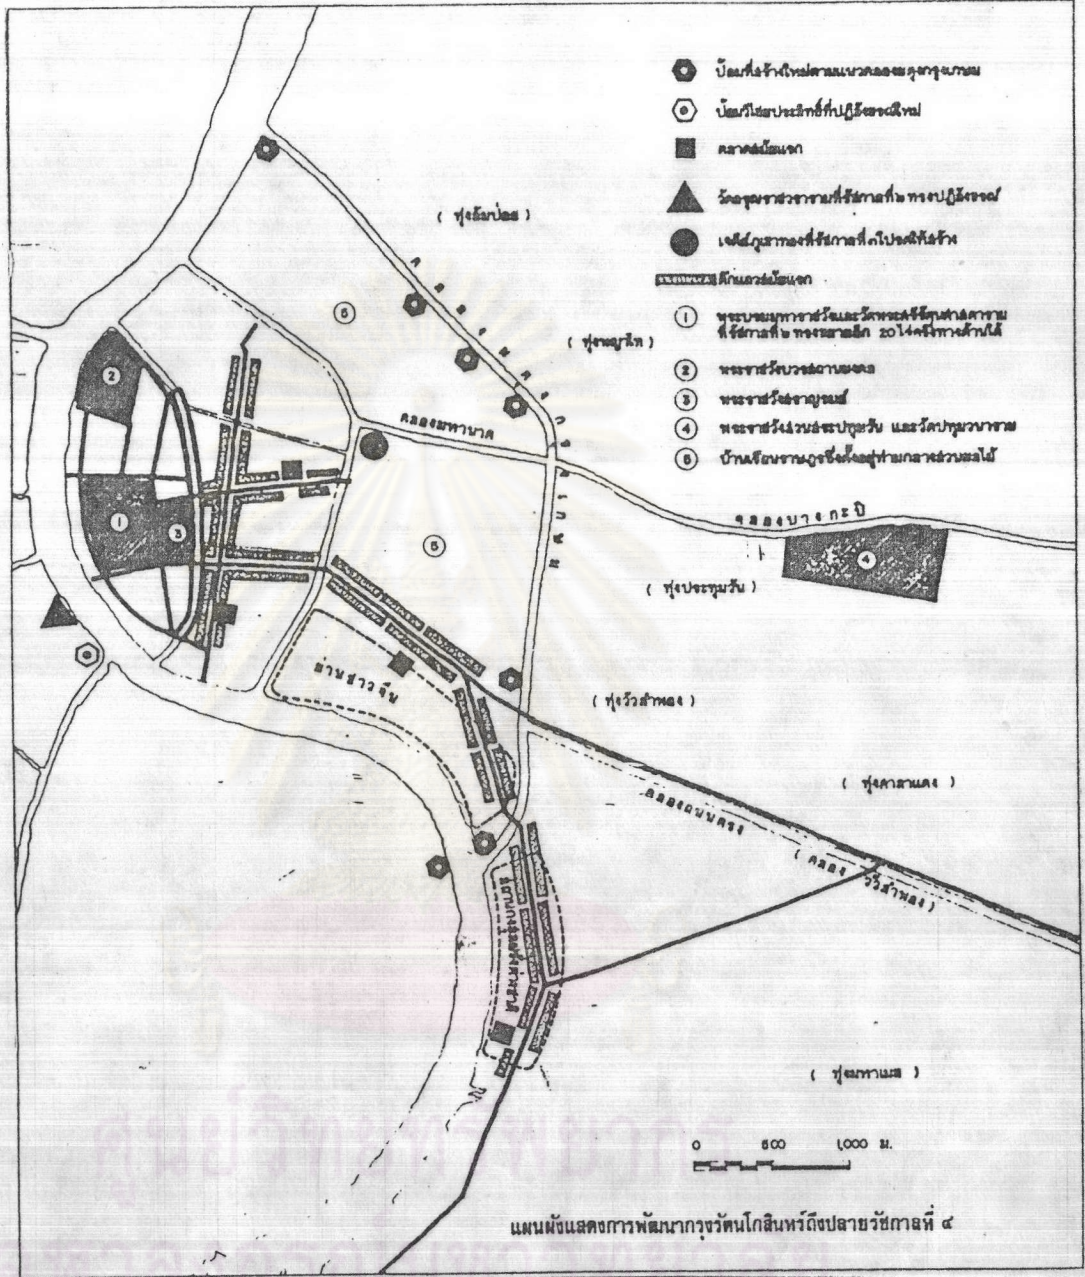 ป้อมที่สร้างใหม่ตามแนวคลองผดุงกรุงเกษม
ป้อมวิไชยประสิทธิ์ที่ปฏิสังขรณ์ใหม่
ตลาดสมัยแรก
วัดอรุณราชวรารามที่รัชกาลที่ ๒ ทรงปฏิสังขรณ์
เจดีย์ภูเขาทองที่รัชกาลที่ ๓ โปรดให้สร้าง
ตึกแถวสมัยแรก
1 พระบรมมหาราชวังและวัดพระศรีรัตนศาสดาราม
ที่รัชกาลที่ ๒ ทรงขยายอีก 20 ไร่ครึ่งทางด้านใต้
2 พระราชวังบวรสถานมงคล
3 พระราชวังสราญรมย์
4 พระราชวังสวนสระปทุมวัน และวัดปทุมวนาราม
5 บ้านเรือนราษฎรซึ่งตั้งอยู่ท่ามกลางสวนผลไม้
( ทุ่งส้มป่อย )
5
( ทุ่งพญาไท )
2
คลองมหานาค
1
3
5
คลองบางกะปิ
4
( ทุ่งประทุมวัน )
ย่านชาวจีน
( ทุ่งวัวลำพอง )
( ทุ่งศาลาแดง )
คลองถนนตรง
( คลอง วัวลำพอง )
( ทุ่งมหาเมฆ )
0 500 1,000 ม.
แผนผังแสดงการพัฒนากรุงรัตนโกสินทร์ถึงปลายรัชกาลที่ ๔